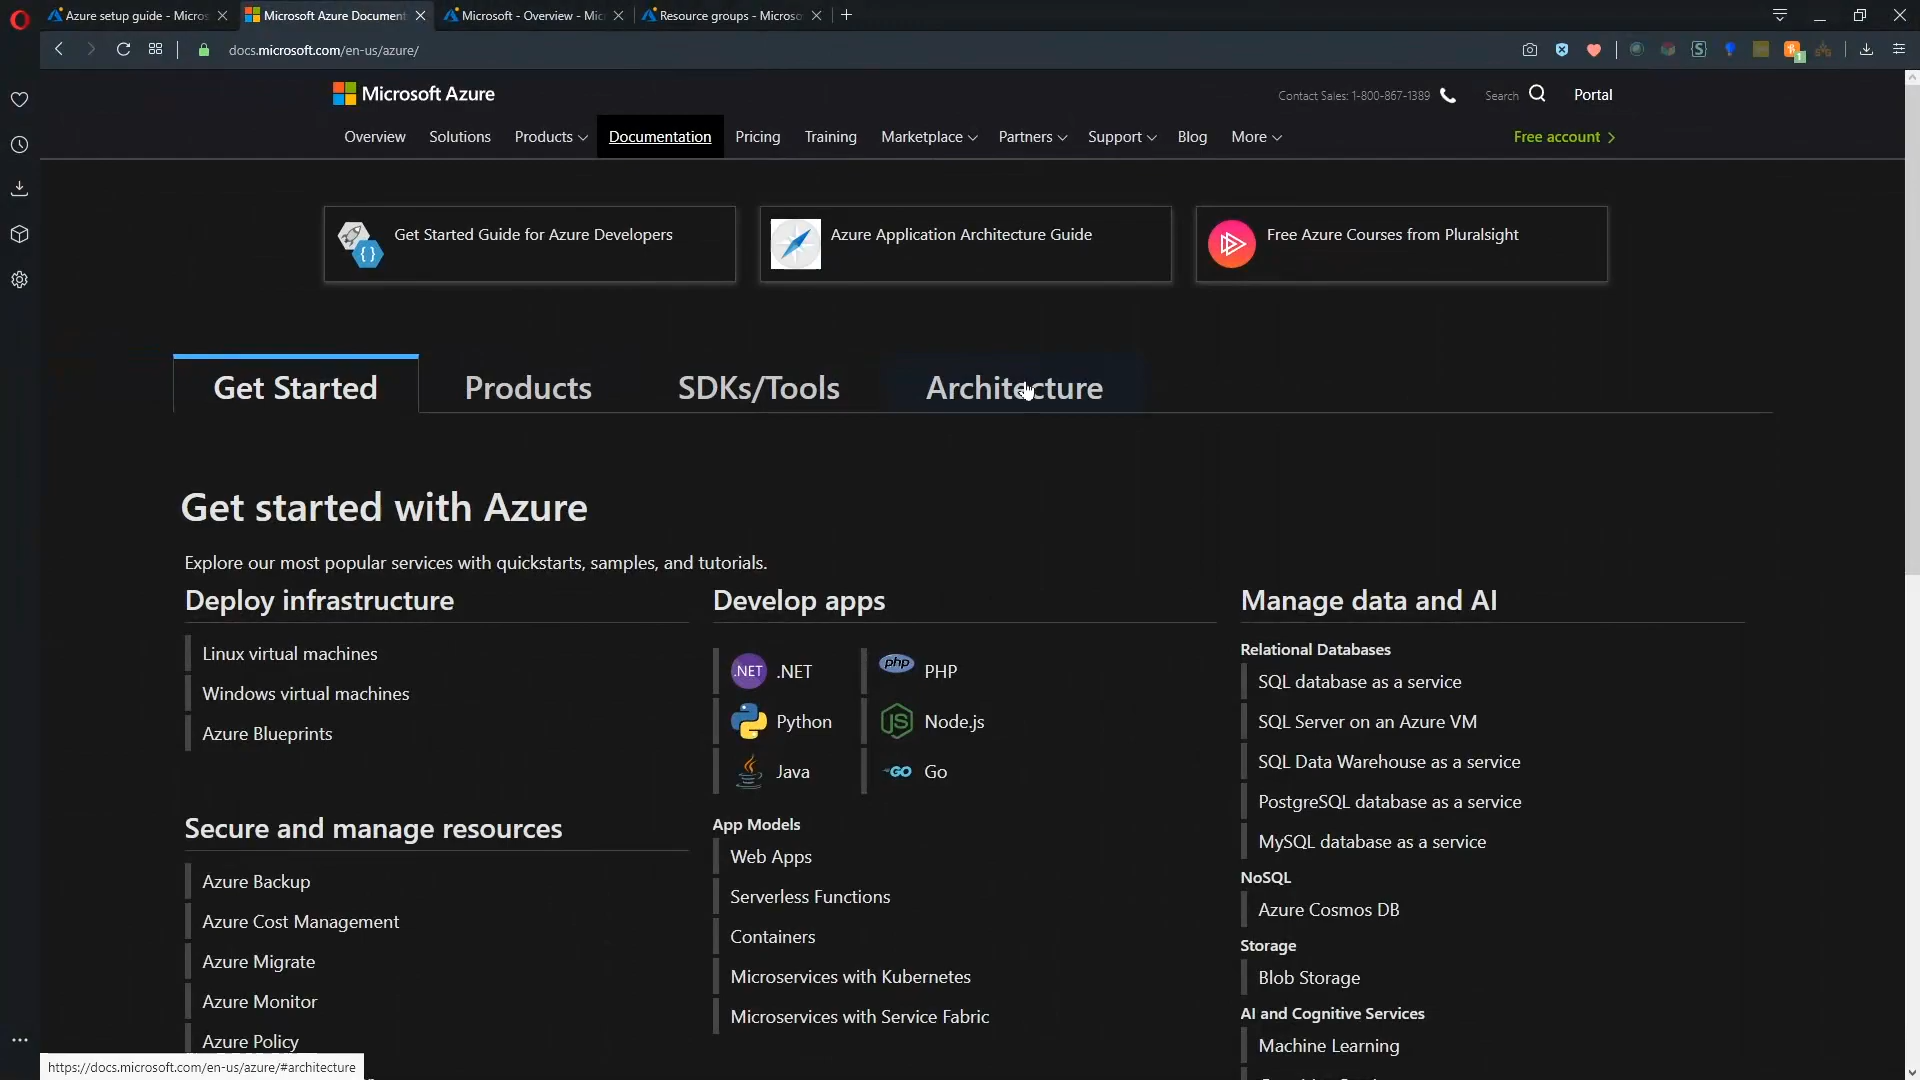 Azure setup guide - Micros
Microsoft Azure Document
Microsoft - Overview - Mic
Resource groups - Microso
docs.microsoft.com/en-us/azure/
1
Microsoft Azure
Contact Sales: 1-800-867-1389
Search
Portal
Overview
Solutions
Products
Documentation
Pricing
Training
Marketplace
Partners
Support
Blog
More
Free account
Get Started Guide for Azure Developers
Azure Application Architecture Guide
Free Azure Courses from Pluralsight
Get Started
Products
SDKs/Tools
Architecture
Get started with Azure
Explore our most popular services with quickstarts, samples, and tutorials.
Deploy infrastructure
Linux virtual machines
Windows virtual machines
Azure Blueprints
Secure and manage resources
Azure Backup
Azure Cost Management
Azure Migrate
Azure Monitor
Azure Policy
Develop apps
.NET .NET
php PHP
Python
Node.js
Java
GO Go
App Models
Web Apps
Serverless Functions
Containers
Microservices with Kubernetes
Microservices with Service Fabric
Manage data and AI
Relational Databases
SQL database as a service
SQL Server on an Azure VM
SQL Data Warehouse as a service
PostgreSQL database as a service
MySQL database as a service
NoSQL
Azure Cosmos DB
Storage
Blob Storage
AI and Cognitive Services
Machine Learning
https://docs.microsoft.com/en-us/azure/#architecture